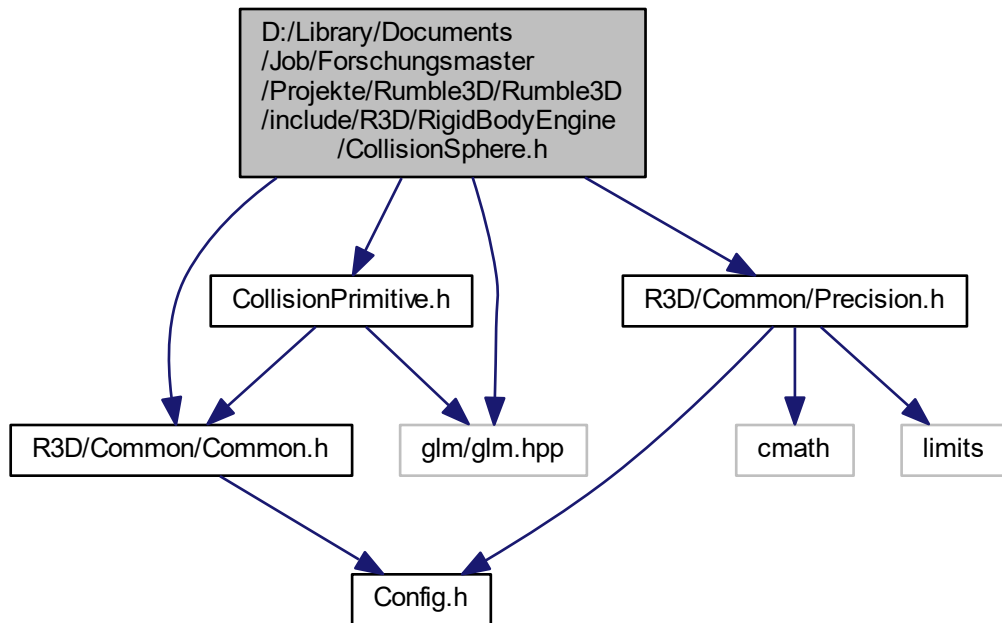 D:/Library/Documents
/Job/Forschungsmaster
/Projekte/Rumble3D/Rumble3D
/include/R3D/RigidBodyEngine
/CollisionSphere.h
CollisionPrimitive.h
R3D/Common/Precision.h
R3D/Common/Common.h
glm/glm.hpp
cmath
limits
Config.h